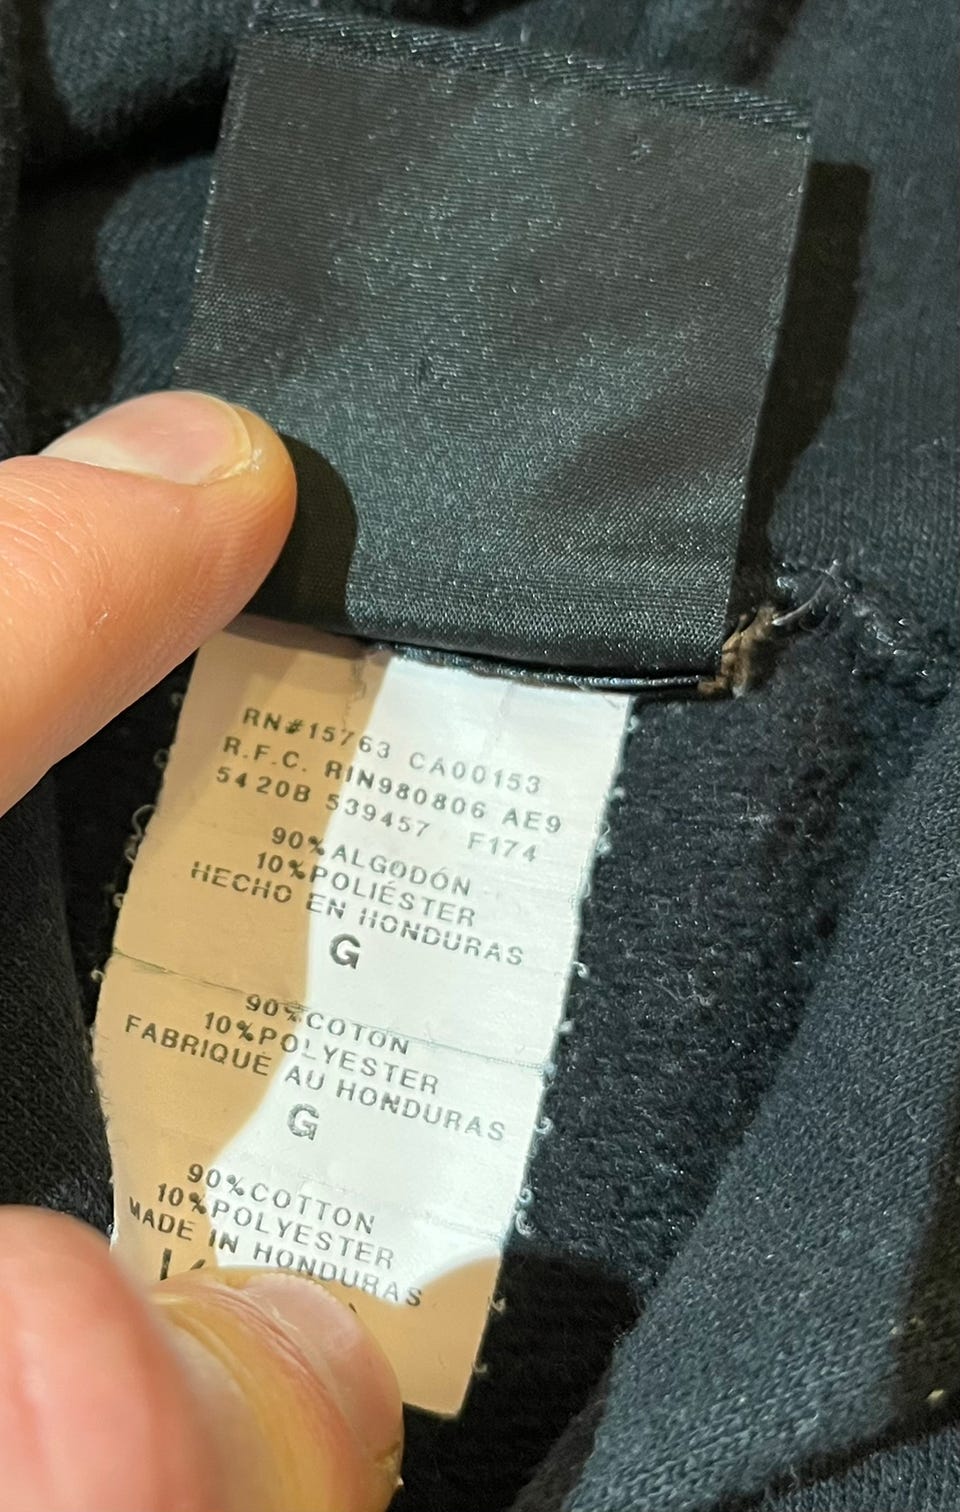 RN#15763 CA00153
R.F.C. RIN980806 AE9
5420B 539457 F174
90%ALGODÓN
10%POLIÉSTER
HECHO EN HONDURAS
G
90%COTON
10%POLYESTER
FABRIQUE AU HONDURAS
G
90%COTTON
10%POLYESTER
MADE IN HONDURAS